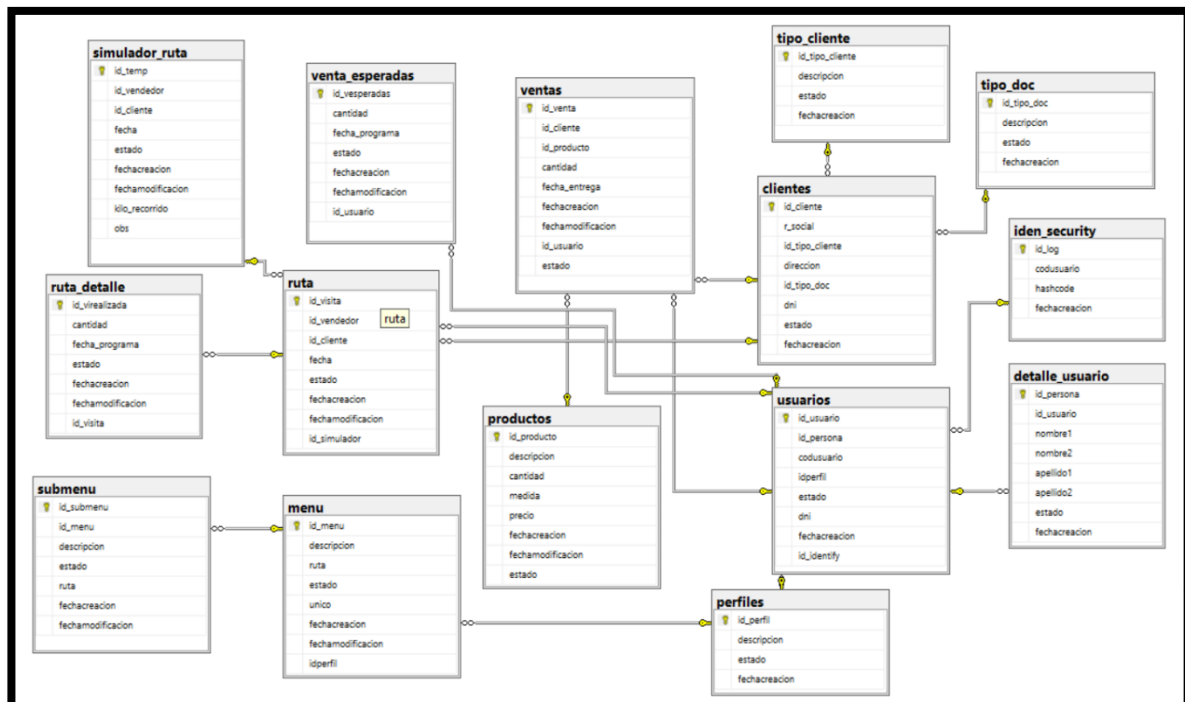 simulador_ruta
id_temp
id_vendedor
id_cliente
fecha
estado
fechacreacion
fechamodificacion
kilo_recorrido
obs
venta_esperadas
id_vesperadas
cantidad
fecha_programa
estado
fechacreacion
fechamodificacion
id_usuario
ventas
id_venta
id_cliente
id_producto
cantidad
fecha_entrega
fechacreacion
fechamodificacion
id_usuario
estado
tipo_cliente
id_tipo_cliente
descripcion
estado
fechacreacion
tipo_doc
id_tipo_doc
descripcion
estado
fechacreacion
clientes
id_cliente
r_social
id_tipo_cliente
direccion
id_tipo_doc
dni
estado
fechacreacion
iden_security
id_log
codusuario
hashcode
fechacreacion
ruta_detalle
id_virealizada
cantidad
fecha_programa
estado
fechacreacion
fechamodificacion
id_visita
ruta
id_visita
id_vendedor
id_cliente
fecha
estado
fechacreacion
fechamodificacion
id_simulador
ruta
detalle_usuario
id_persona
id_usuario
nombre1
nombre2
apellido1
apellido2
estado
fechacreacion
usuarios
id_usuario
id_persona
codusuario
idperfil
estado
dni
fechacreacion
id_identify
productos
id_producto
descripcion
cantidad
medida
precio
fechacreacion
fechamodificacion
estado
submenu
id_submenu
id_menu
descripcion
estado
ruta
fechacreacion
fechamodificacion
menu
id_menu
descripcion
ruta
estado
unico
fechacreacion
fechamodificacion
idperfil
perfiles
id_perfil
descripcion
estado
fechacreacion